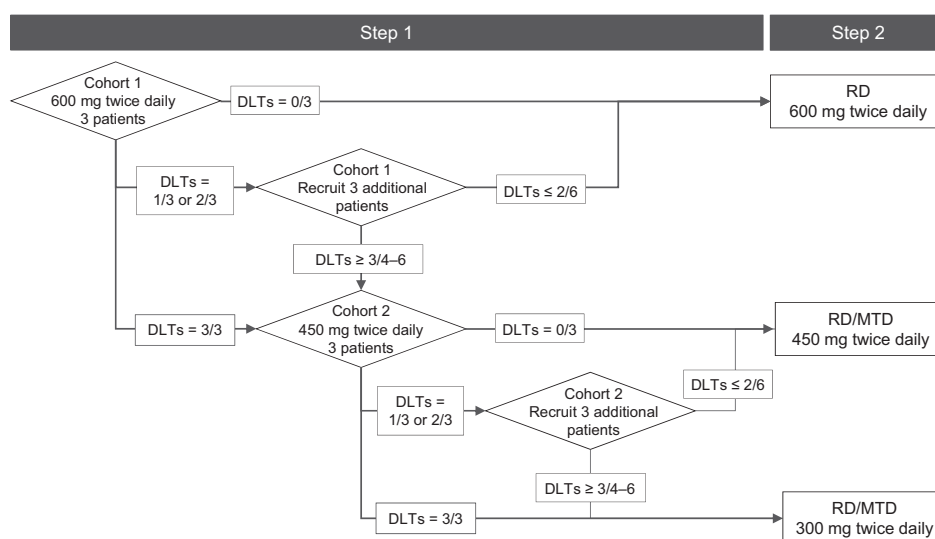 Step 1
Step 2
Cohort 1
600 mg twice daily
3 patients
DLTs = 0/3
RD
600 mg twice daily
DLTs =
1/3 or 2/3
Cohort 1
Recruit 3 additional
patients
DLTs ≤ 2/6
DLTs ≥ 3/4–6
DLTs = 3/3
Cohort 2
450 mg twice daily
3 patients
DLTs = 0/3
RD/MTD
450 mg twice daily
DLTs =
1/3 or 2/3
Cohort 2
Recruit 3 additional
patients
DLTs ≤ 2/6
DLTs ≥ 3/4–6
DLTs = 3/3
RD/MTD
300 mg twice daily